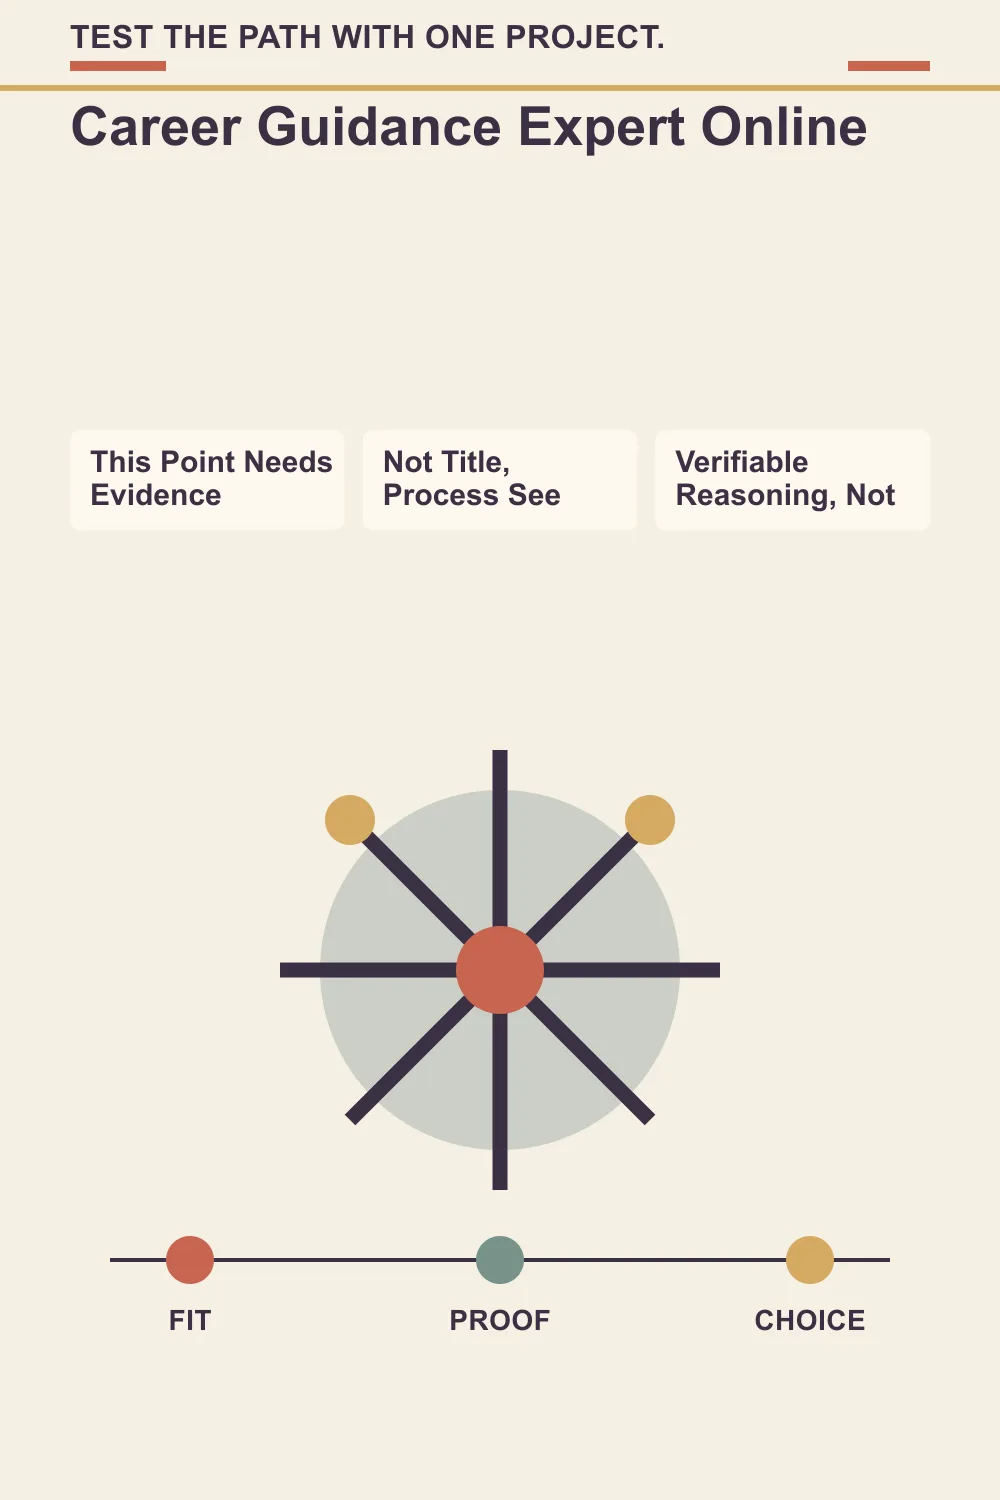 TEST THE PATH WITH ONE PROJECT.
Career Guidance Expert Online
This Point Needs
Evidence
Not Title,
Process See
Verifiable
Reasoning, Not
FIT
PROOF
CHOICE